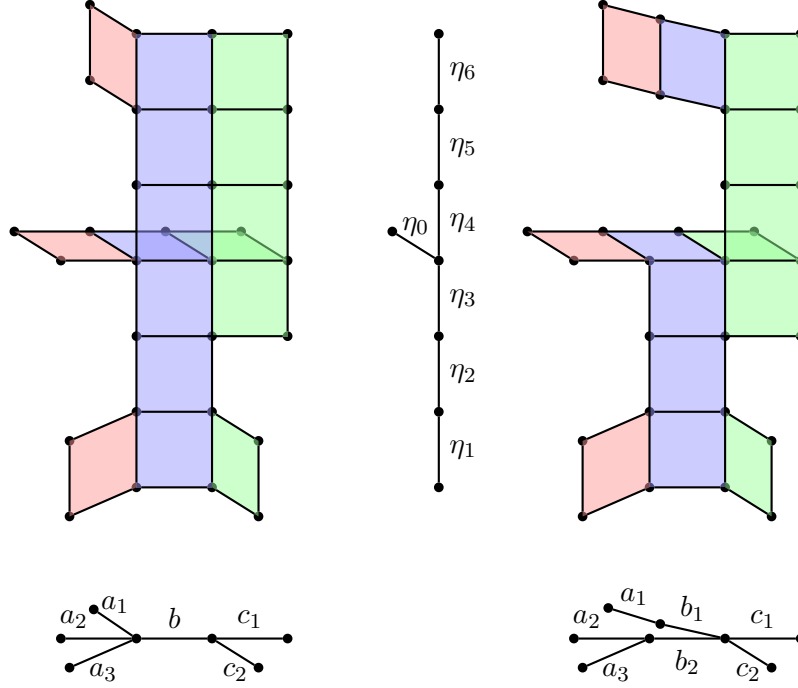 η₆
η₅
η₀ η₄
η₃
η₂
η₁
a₁ b c₁ a₁ b₁ c₁
a₂ a₂
a₃ c₂ a₃ b₂ c₂